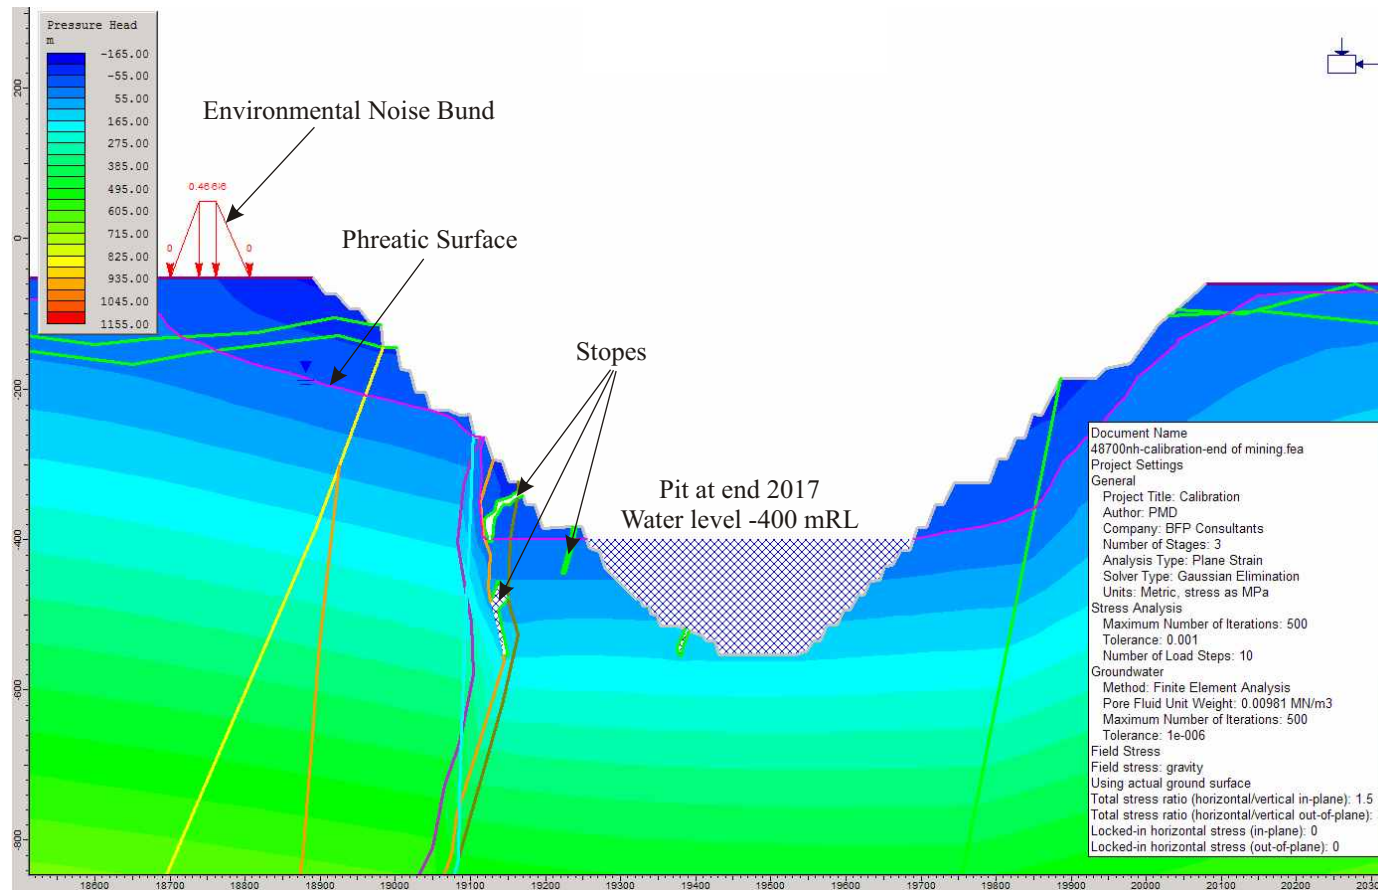 Pressure Head
m
-165.00
-55.00
55.00
165.00
275.00
385.00
495.00
605.00
715.00
825.00
935.00
1045.00
1155.00
Environmental Noise Bund
0
0
Phreatic Surface
Stopes
Pit at end 2017
Water level -400 mRL
Document Name
48700nh-calibration-end of mining.fea
Project Settings
General
Project Title: Calibration
Author: PMD
Company: BFP Consultants
Number of Stages: 3
Analysis Type: Plane Strain
Solver Type: Gaussian Elimination
Units: Metric, stress as MPa
Stress Analysis
Maximum Number of Iterations: 500
Tolerance: 0.001
Number of Load Steps: 10
Groundwater
Method: Finite Element Analysis
Pore Fluid Unit Weight: 0.00981 MN/m3
Maximum Number of Iterations: 500
Tolerance: 1e-006
Field Stress
Field stress: gravity
Using actual ground surface
Total stress ratio (horizontal/vertical in-plane): 1.5
Total stress ratio (horizontal/vertical out-of-plane):
Locked-in horizontal stress (in-plane): 0
Locked-in horizontal stress (out-of-plane): 0
200
0
-200
-400
-600
-800
18600 18700 18800 18900 19000 19100 19200 19300 19400 19500 19600 19700 19800 19900 20000 20100 20200